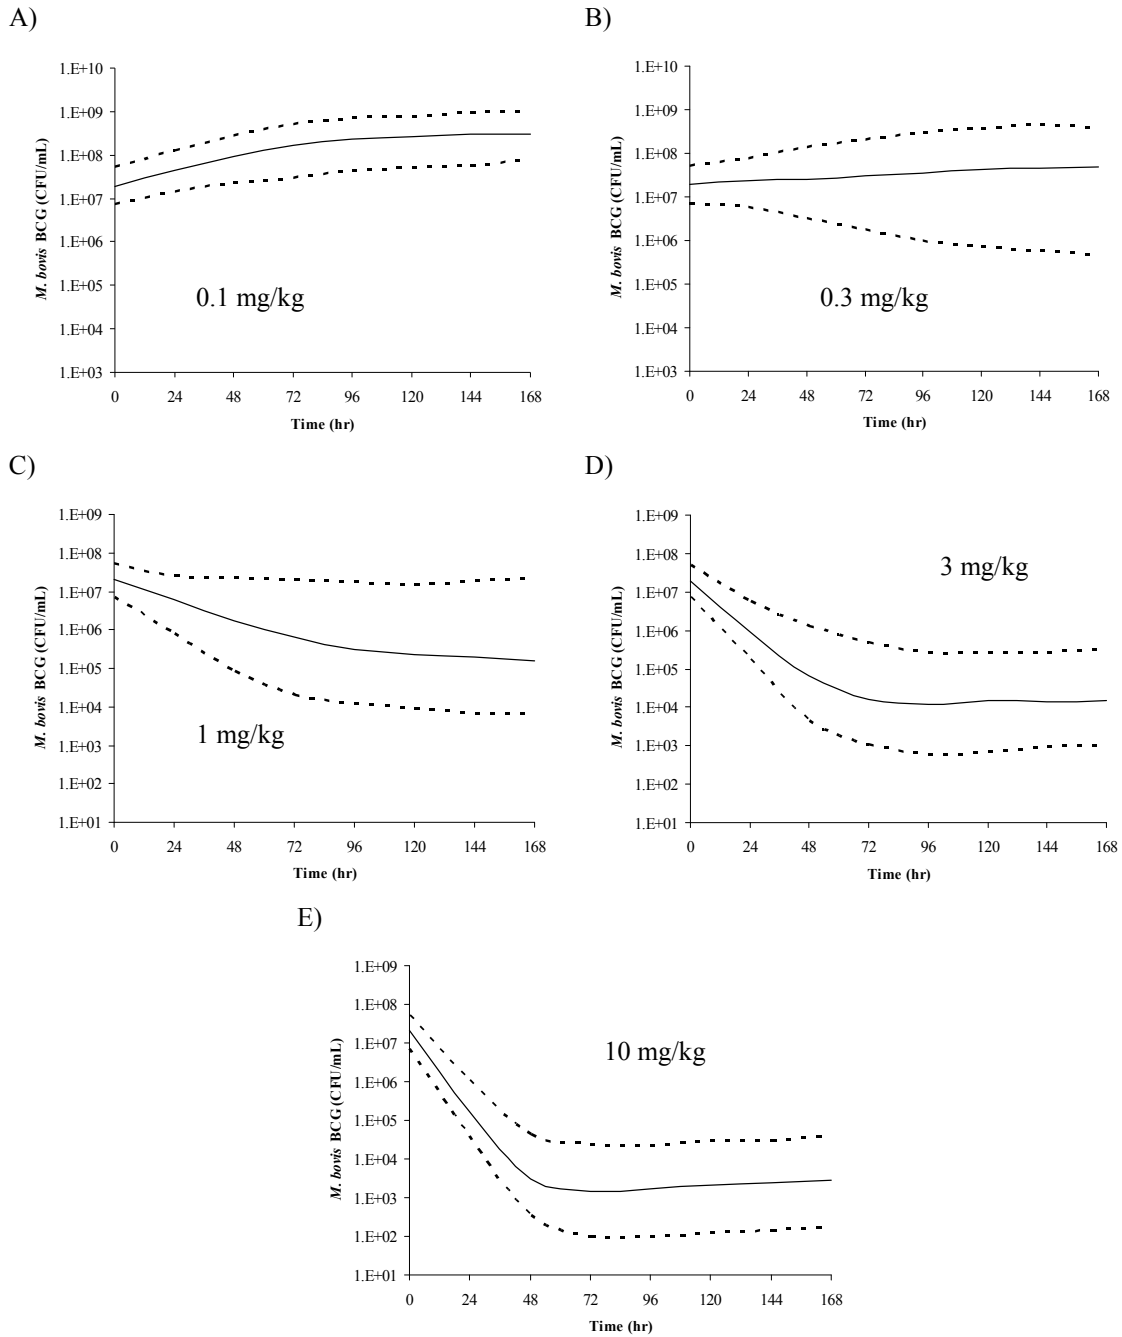 A)
B)
1.E+10
1.E+09
1.E+08
1.E+07
1.E+06
1.E+05
1.E+04
1.E+03
M. bovis BCG (CFU/mL)
0.1 mg/kg
0 24 48 72 96 120 144 168
Time (hr)
1.E+10
1.E+09
1.E+08
1.E+07
1.E+06
1.E+05
1.E+04
1.E+03
M. bovis BCG (CFU/mL)
0.3 mg/kg
0 24 48 72 96 120 144 168
Time (hr)
C)
D)
1.E+09
1.E+08
1.E+07
1.E+06
1.E+05
1.E+04
1.E+03
1.E+02
1.E+01
M. bovis BCG (CFU/mL)
1 mg/kg
0 24 48 72 96 120 144 168
Time (hr)
1.E+09
1.E+08
1.E+07
1.E+06
1.E+05
1.E+04
1.E+03
1.E+02
1.E+01
M. bovis BCG (CFU/mL)
3 mg/kg
0 24 48 72 96 120 144 168
Time (hr)
E)
1.E+09
1.E+08
1.E+07
1.E+06
1.E+05
1.E+04
1.E+03
1.E+02
1.E+01
M. bovis BCG (CFU/mL)
10 mg/kg
0 24 48 72 96 120 144 168
Time (hr)